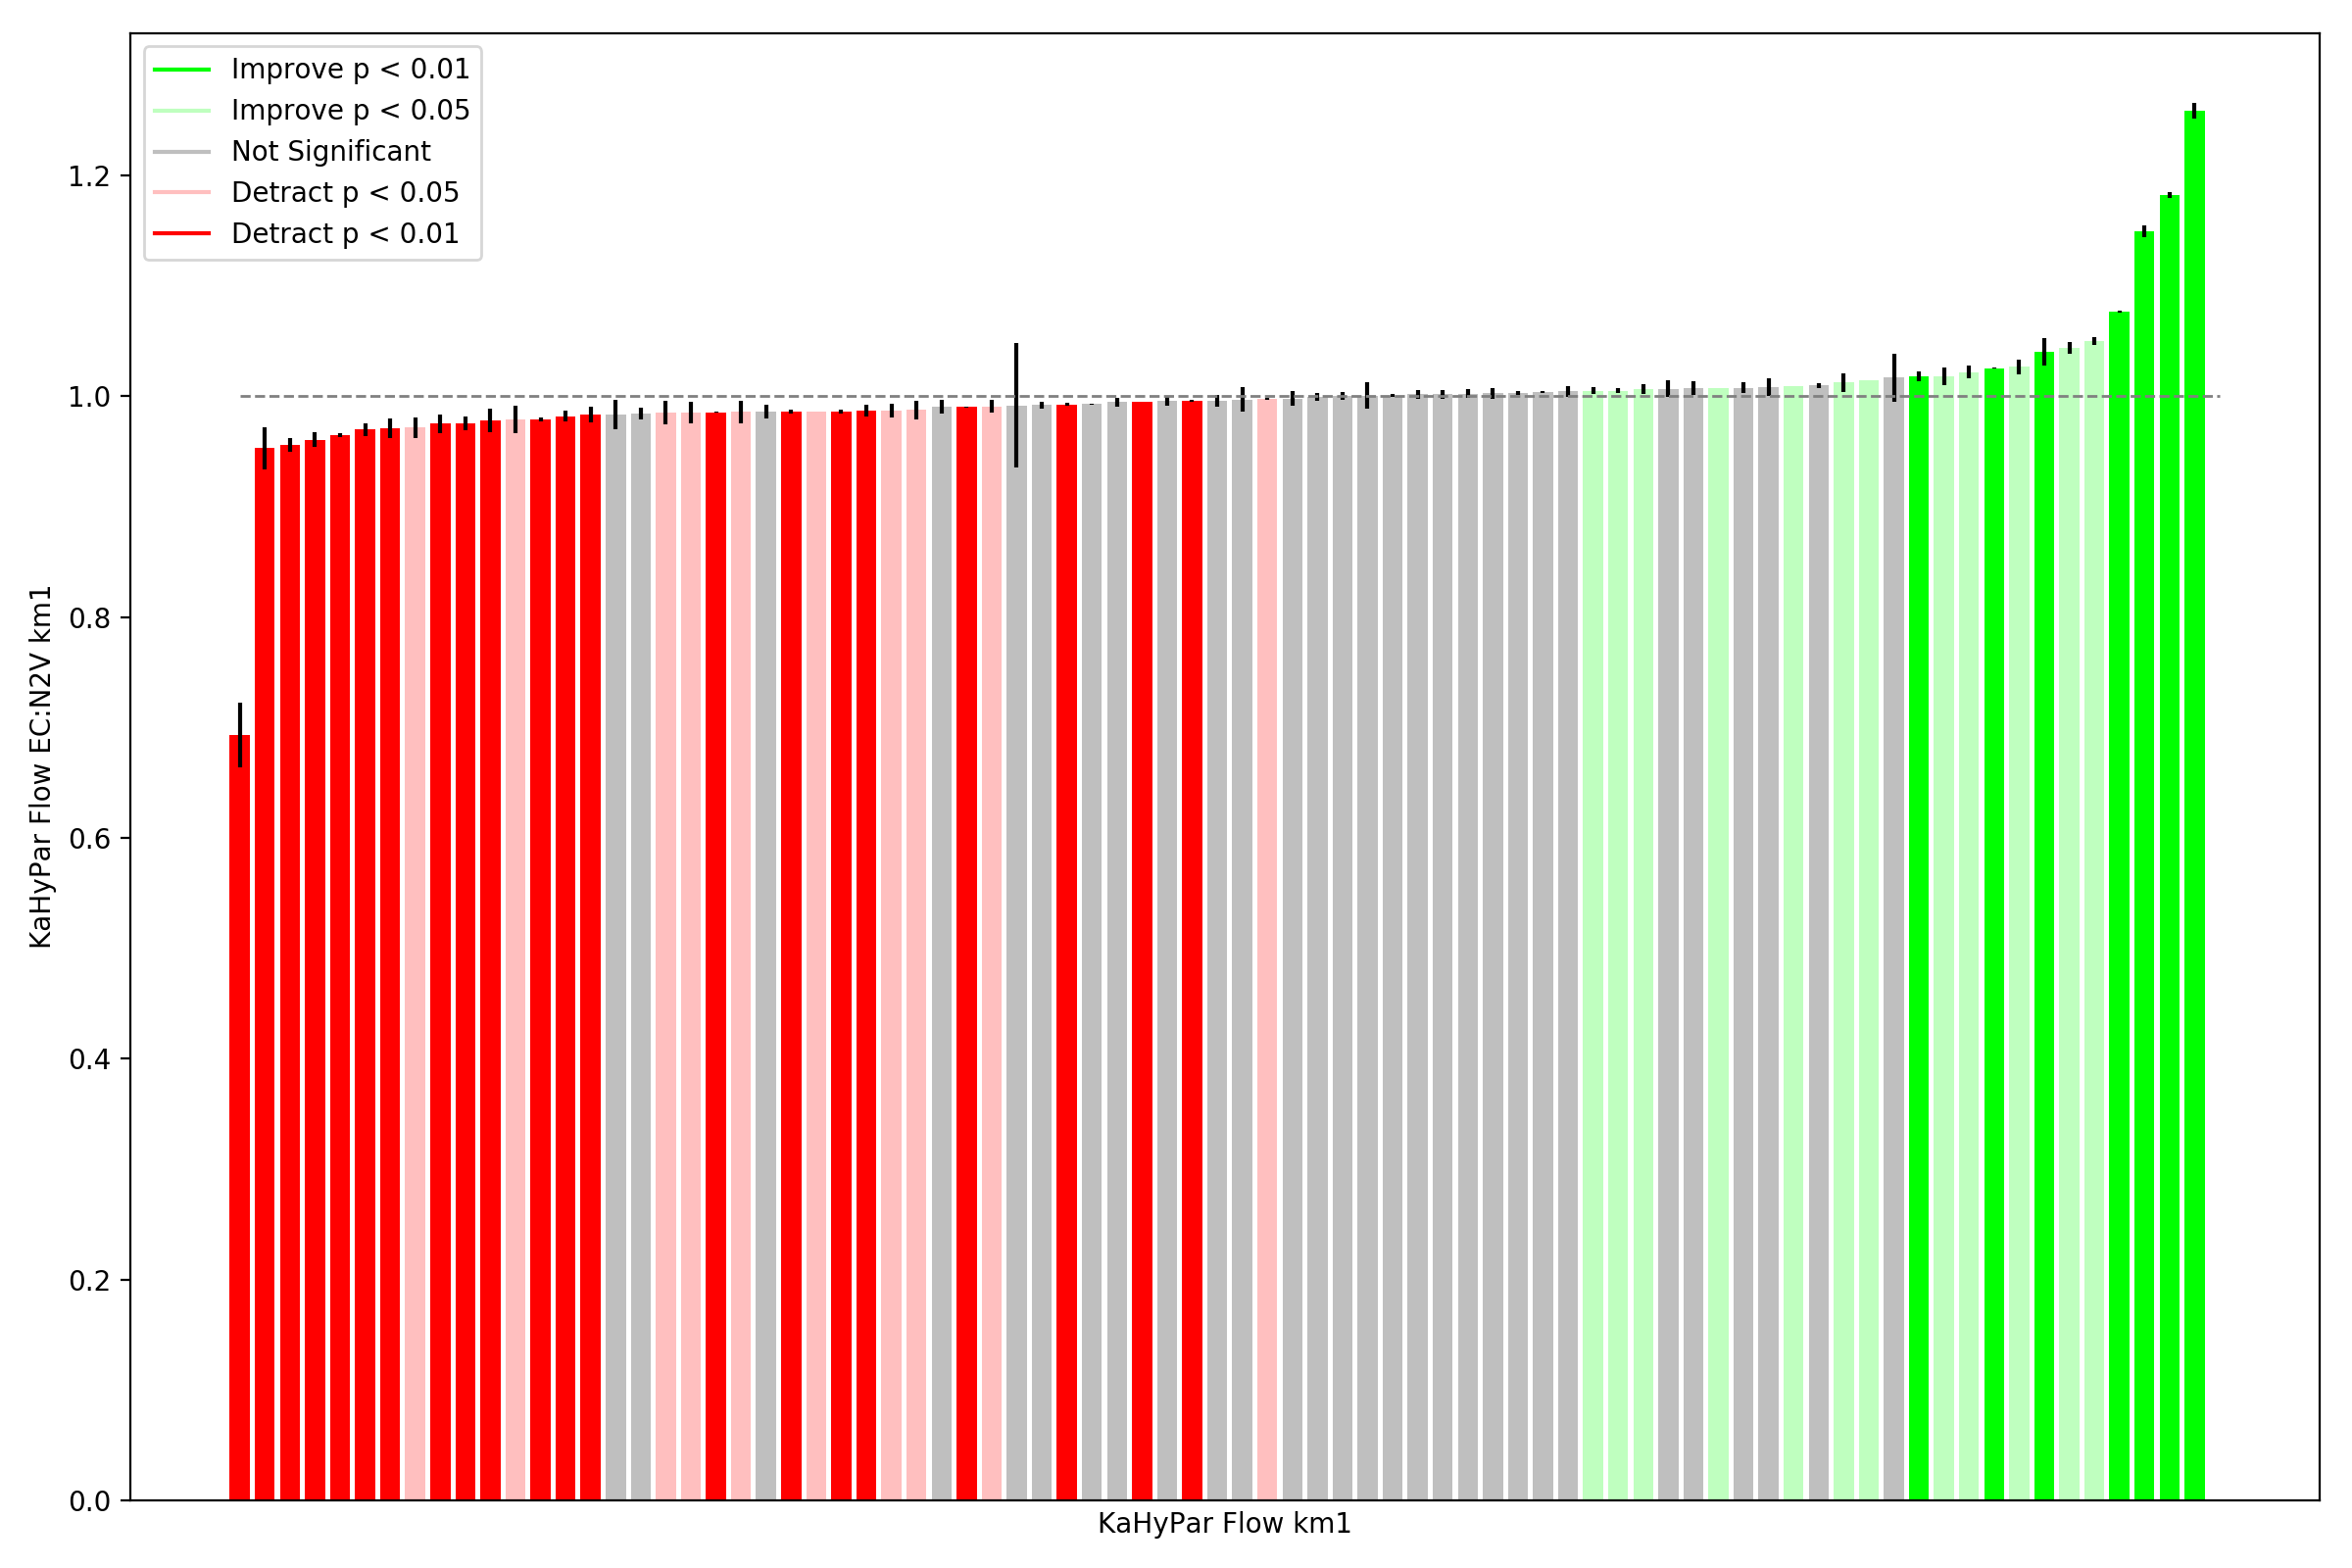 Improve p < 0.01
Improve p < 0.05
Not Significant
Detract p < 0.05
Detract p < 0.01
1.2
1.0
0.8
0.6
0.4
0.2
0.0
KaHyPar Flow EC:N2V km1
KaHyPar Flow km1